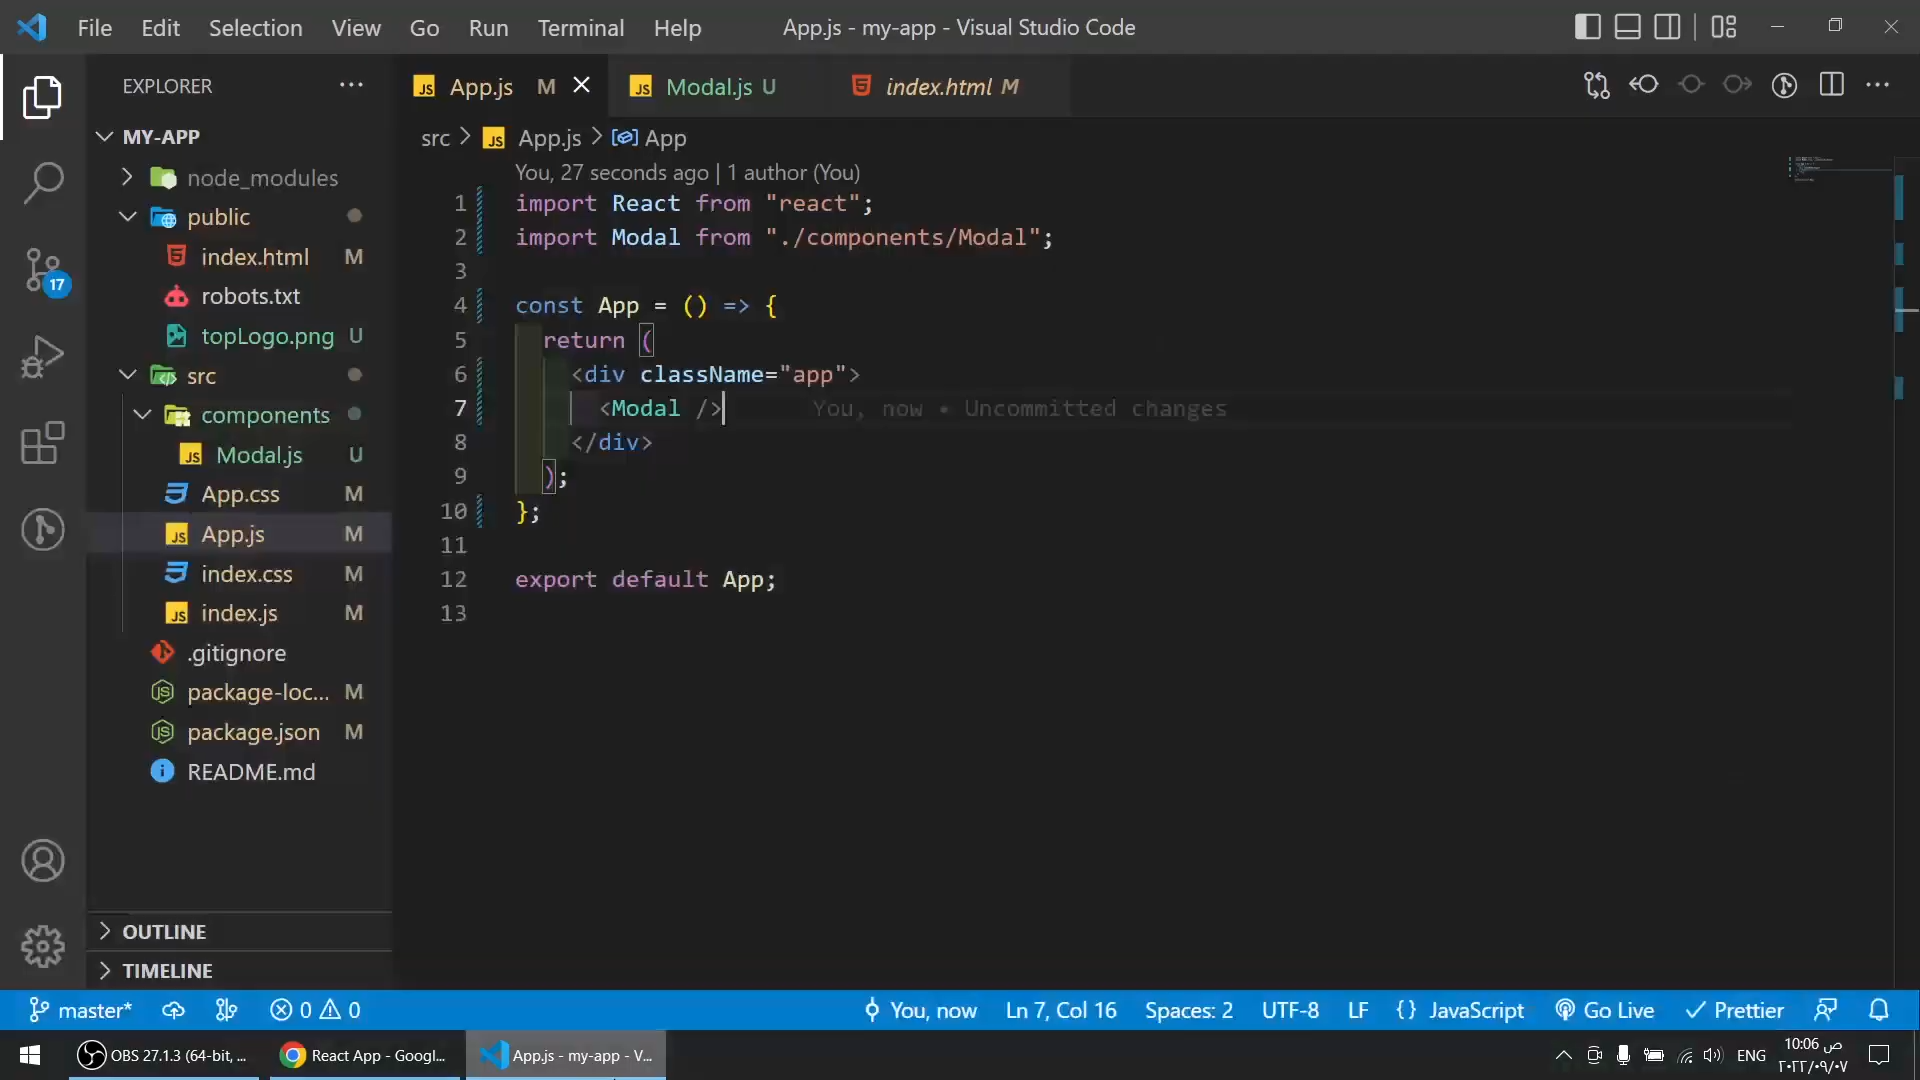 File Edit Selection View Go Run Terminal Help App.js - my-app - Visual Studio Code
EXPLORER
MY-APP
node_modules
public
index.html M
robots.txt
topLogo.png U
src
components
Modal.js U
App.css M
App.js M
index.css M
index.js M
.gitignore
package-loc... M
package.json M
README.md
OUTLINE
TIMELINE
17
App.js M Modal.js U index.html M
src > App.js > App
You, 27 seconds ago | 1 author (You)
1 import React from "react";
2 import Modal from "./components/Modal";
3
4 const App = () => {
5 return (
6 <div className="app">
7 <Modal /> You, now • Uncommitted changes
8 </div>
9 );
10 };
11
12 export default App;
13
master* 0 0 You, now Ln 7, Col 16 Spaces: 2 UTF-8 LF {} JavaScript Go Live Prettier
OBS 27.1.3 (64-bit, ... React App - Googl... App.js - my-app - V... ENG 10:06 ص
٢٠٢٢/٠٩/٠٧